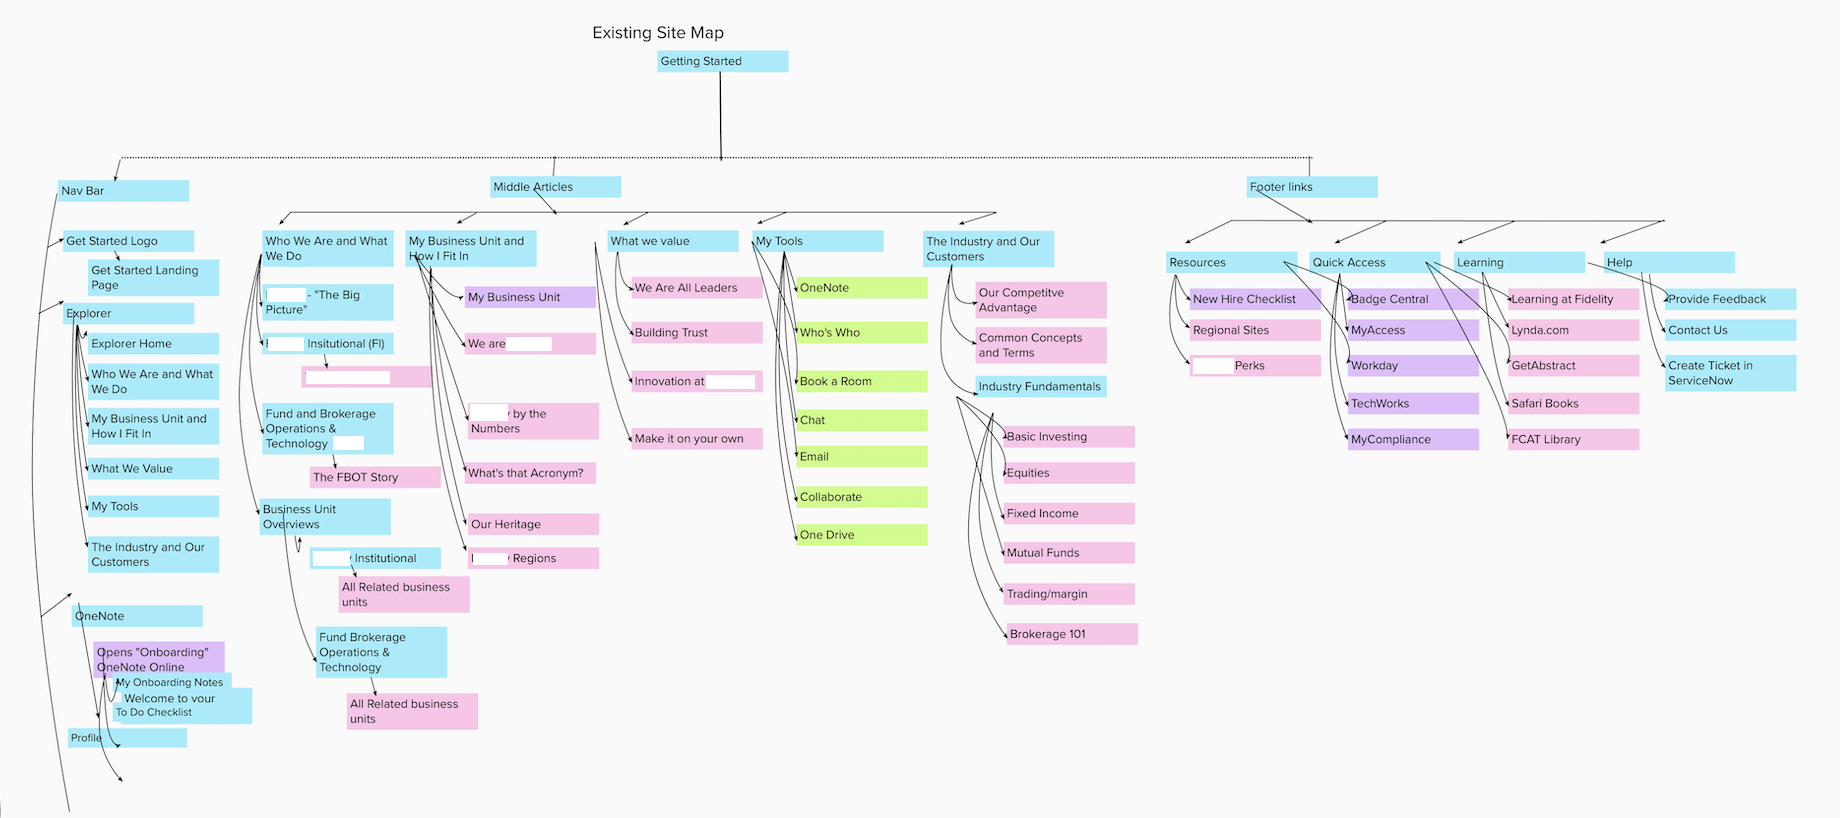 Existing Site Map
Getting Started
Nav Bar
Get Started Logo
Get Started Landing
Page
Explorer
Explorer Home
Who We Are and What
We Do
My Business Unit and
How I Fit In
What We Value
My Tools
The Industry and Our
Customers
OneNote
Opens "Onboarding"
OneNote Online
My Onboarding Notes
Welcome to your
To Do Checklist
Profile
Middle Articles
Who We Are and What
We Do
- "The Big
Picture"
Insitutional (FI)
Fund and Brokerage
Operations &
Technology
The FBOT Story
Business Unit
Overviews
Institutional
All Related business
units
Fund Brokerage
Operations &
Technology
All Related business
units
My Business Unit and
How I Fit In
My Business Unit
We are
by the
Numbers
What's that Acronym?
Our Heritage
Regions
What we value
We Are All Leaders
Building Trust
Innovation at
Make it on your own
My Tools
OneNote
Who's Who
Book a Room
Chat
Email
Collaborate
One Drive
The Industry and Our
Customers
Our Competitve
Advantage
Common Concepts
and Terms
Industry Fundamentals
Basic Investing
Equities
Fixed Income
Mutual Funds
Trading/margin
Brokerage 101
Footer links
Resources
New Hire Checklist
Regional Sites
Perks
Quick Access
Badge Central
MyAccess
Workday
TechWorks
MyCompliance
Learning
Learning at Fidelity
Lynda.com
GetAbstract
Safari Books
FCAT Library
Help
Provide Feedback
Contact Us
Create Ticket in
ServiceNow